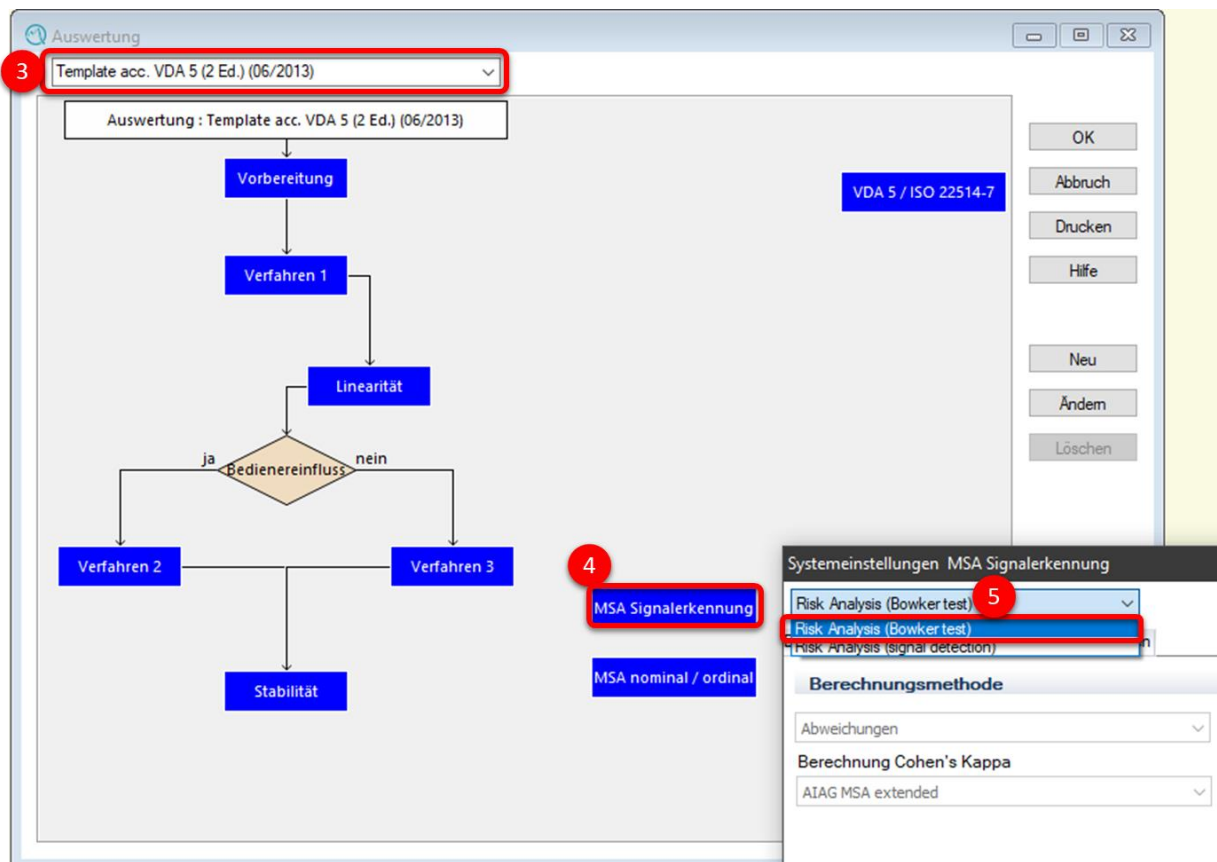 Auswertung
3
Template acc. VDA 5 (2 Ed.) (06/2013)
Auswertung : Template acc. VDA 5 (2 Ed.) (06/2013)
Vorbereitung
VDA 5 / ISO 22514-7
Verfahren 1
Linearität
ja
Bedienereinfluss
nein
Verfahren 2
Verfahren 3
4
MSA Signalerkennung
MSA nominal / ordinal
Stabilität
OK
Abbruch
Drucken
Hilfe
Neu
Ändern
Löschen
Systemeinstellungen MSA Signalerkennung
Risk Analysis (Bowker test)
5
Risk Analysis (Bowker test)
Risk Analysis (signal detection)
Berechnungsmethode
Abweichungen
Berechnung Cohen's Kappa
AIAG MSA extended